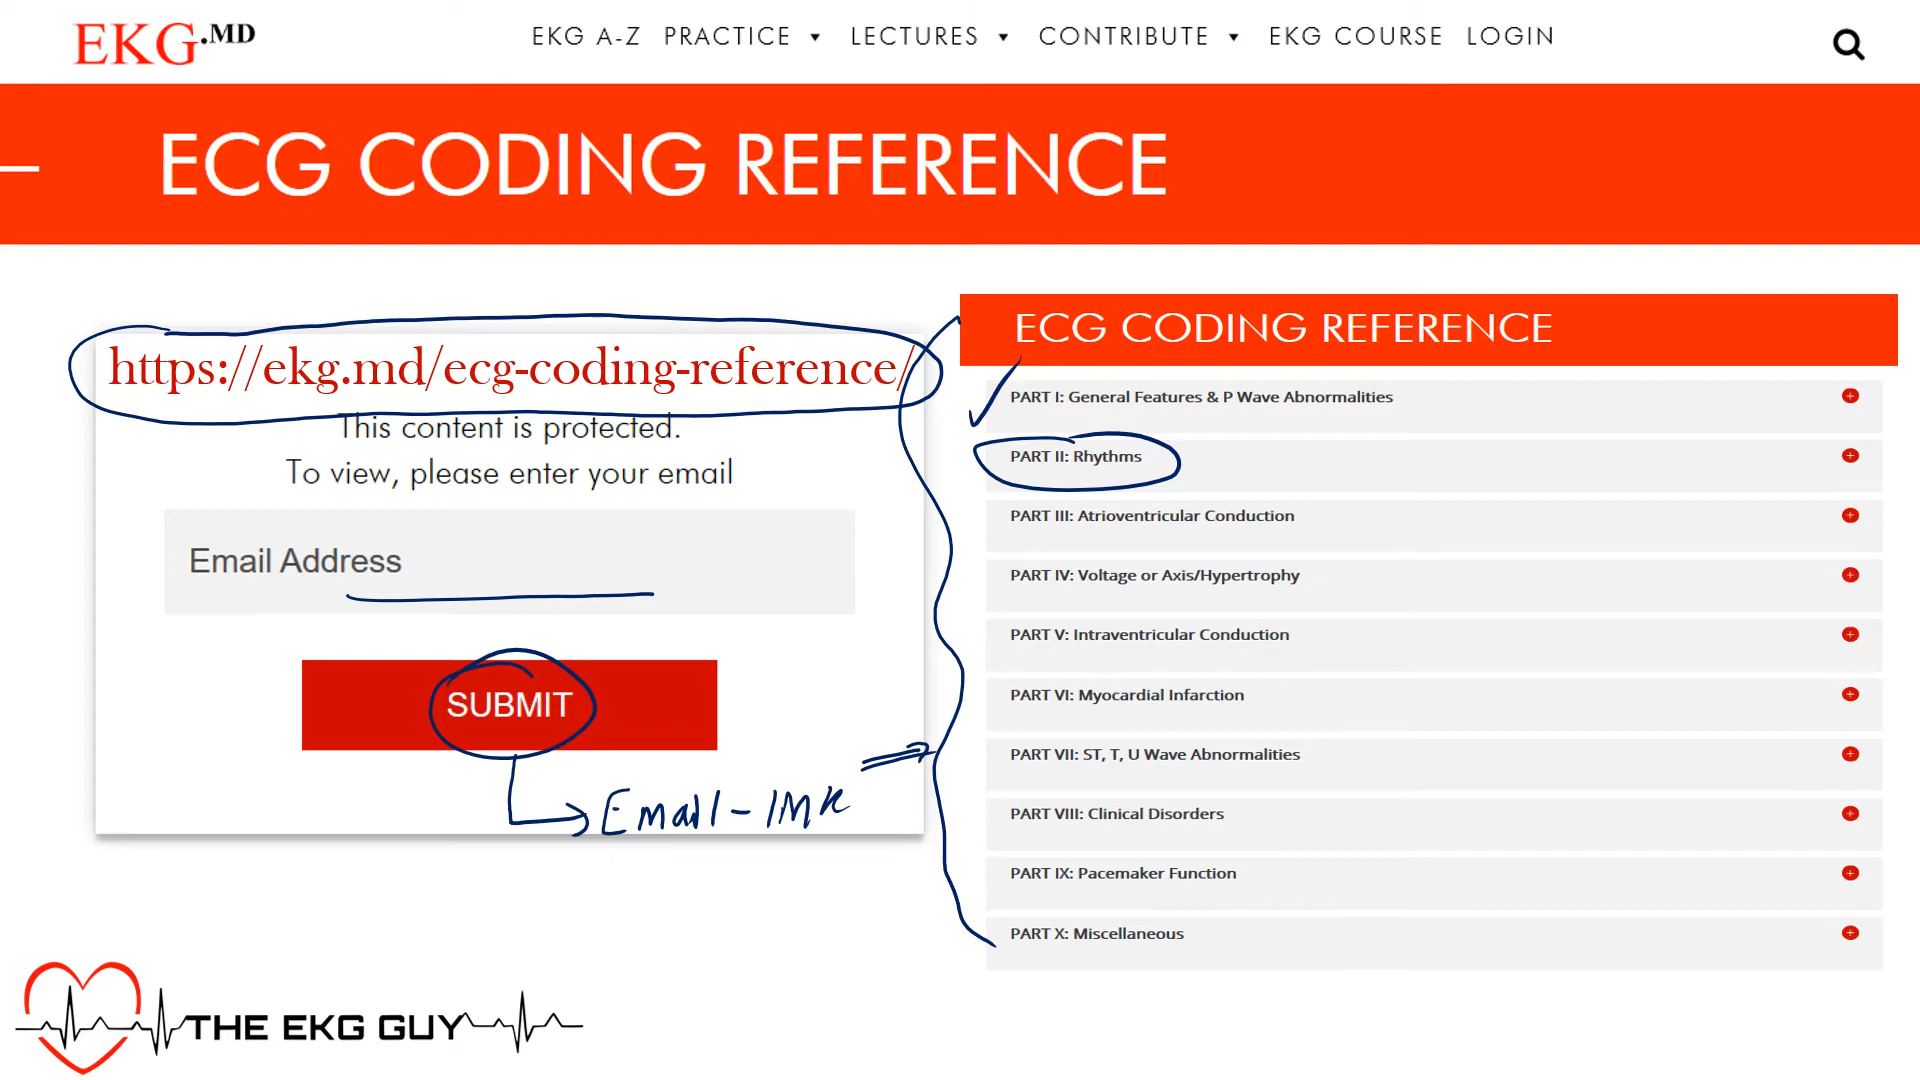 EKG.MD
EKG A-Z PRACTICE LECTURES CONTRIBUTE EKG COURSE LOGIN
ECG CODING REFERENCE
https://ekg.md/ecg-coding-reference/
This content is protected.
To view, please enter your email
Email Address
SUBMIT
Email -
ECG CODING REFERENCE
PART I: General Features & P Wave Abnormalities
PART II: Rhythms
PART III: Atrioventricular Conduction
PART IV: Voltage or Axis/Hypertrophy
PART V: Intraventricular Conduction
PART VI: Myocardial Infarction
PART VII: ST, T, U Wave Abnormalities
PART VIII: Clinical Disorders
PART IX: Pacemaker Function
PART X: Miscellaneous
THE EKG GUY